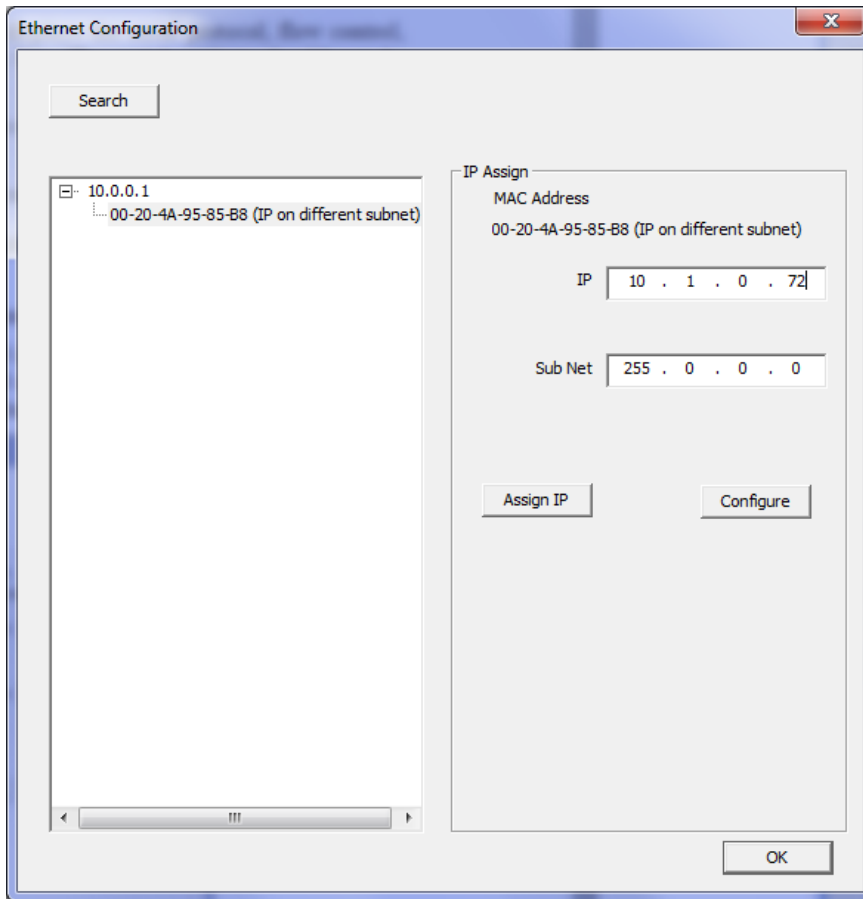 Ethernet Configuration
Search
10.0.0.1
00-20-4A-95-85-B8 (IP on different subnet)
IP Assign
MAC Address
00-20-4A-95-85-B8 (IP on different subnet)
IP 10 . 1 . 0 . 72
Sub Net 255 . 0 . 0 . 0
Assign IP Configure
OK